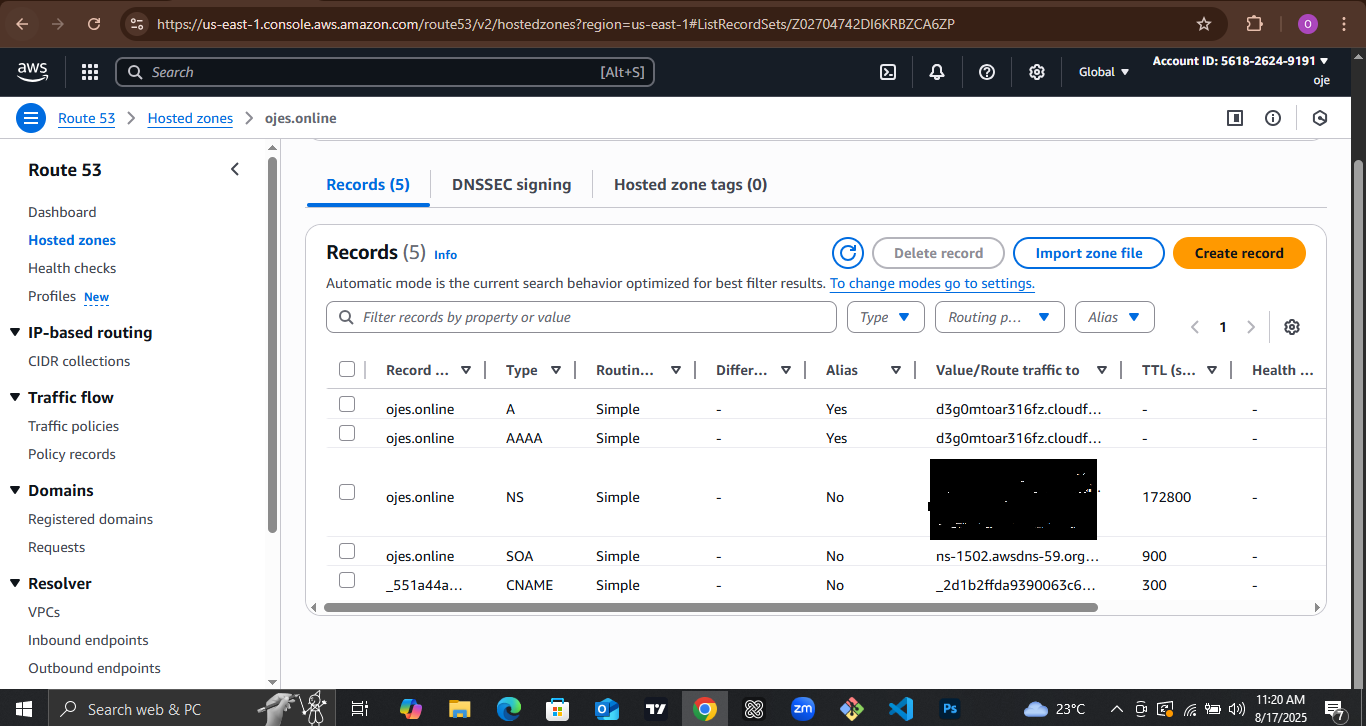 https://us-east-1.console.aws.amazon.com/route53/v2/hostedzones?region=us-east-1#ListRecordSets/Z02704742DI6KRBZCA6ZP
O
aws
Search
[Alt+S]
Global
Account ID: 5618-2624-9191
oje
Route 53
Hosted zones
ojes.online
Route 53
Dashboard
Hosted zones
Health checks
Profiles New
IP-based routing
CIDR collections
Traffic flow
Traffic policies
Policy records
Domains
Registered domains
Requests
Resolver
VPCs
Inbound endpoints
Outbound endpoints
Records (5)
DNSSEC signing
Hosted zone tags (0)
Records (5) Info
Delete record
Import zone file
Create record
Automatic mode is the current search behavior optimized for best filter results. To change modes go to settings.
Filter records by property or value
Type
Routing p...
Alias
1
Record ... Type Routin... Differ... Alias Value/Route traffic to TTL (s... Health ...
ojes.online A Simple - Yes d3g0mtoar316fz.cloudf... - -
ojes.online AAAA Simple - Yes d3g0mtoar316fz.cloudf... - -
ojes.online NS Simple - No 172800 -
ojes.online SOA Simple - No ns-1502.awsdns-59.org... 900 -
_551a44a... CNAME Simple - No _2d1b2ffda9390063c6... 300 -
Search web & PC
zm
Ps
23°C
11:20 AM
8/17/2025
7